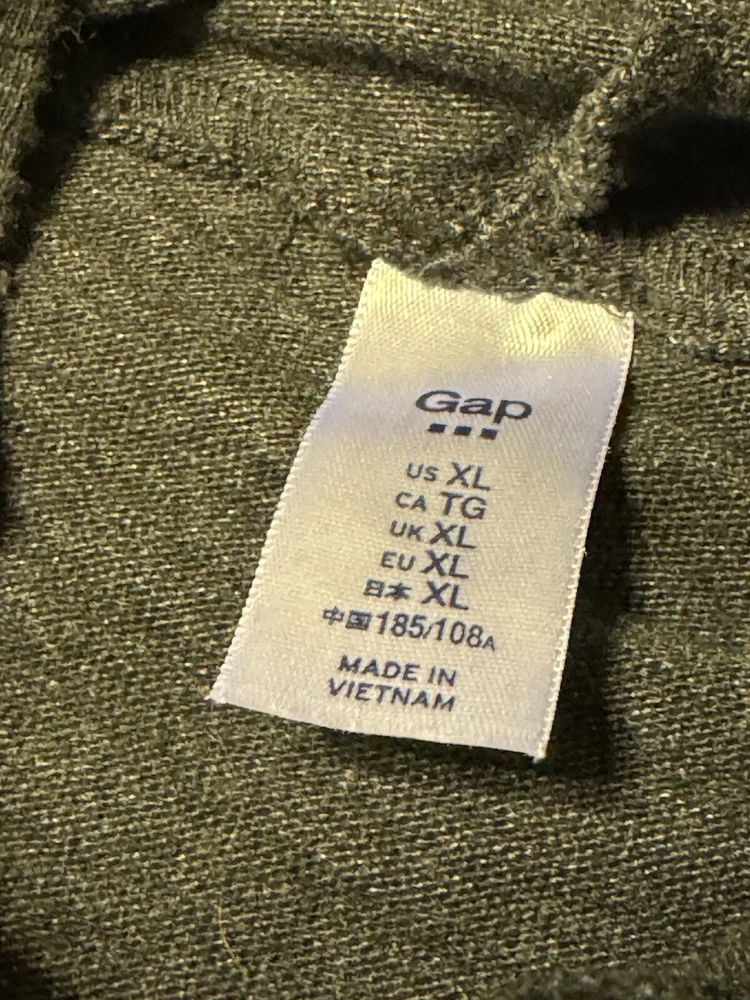 Gap
US XL
CA TG
UK XL
EU XL
日本 XL
中国 185/108A
MADE IN
VIETNAM